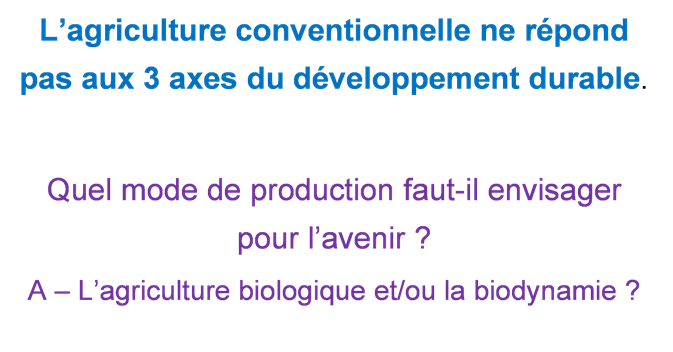 L’agriculture conventionnelle ne répond
pas aux 3 axes du développement durable.
Quel mode de production faut-il envisager
pour l’avenir ?
A – L’agriculture biologique et/ou la biodynamie ?